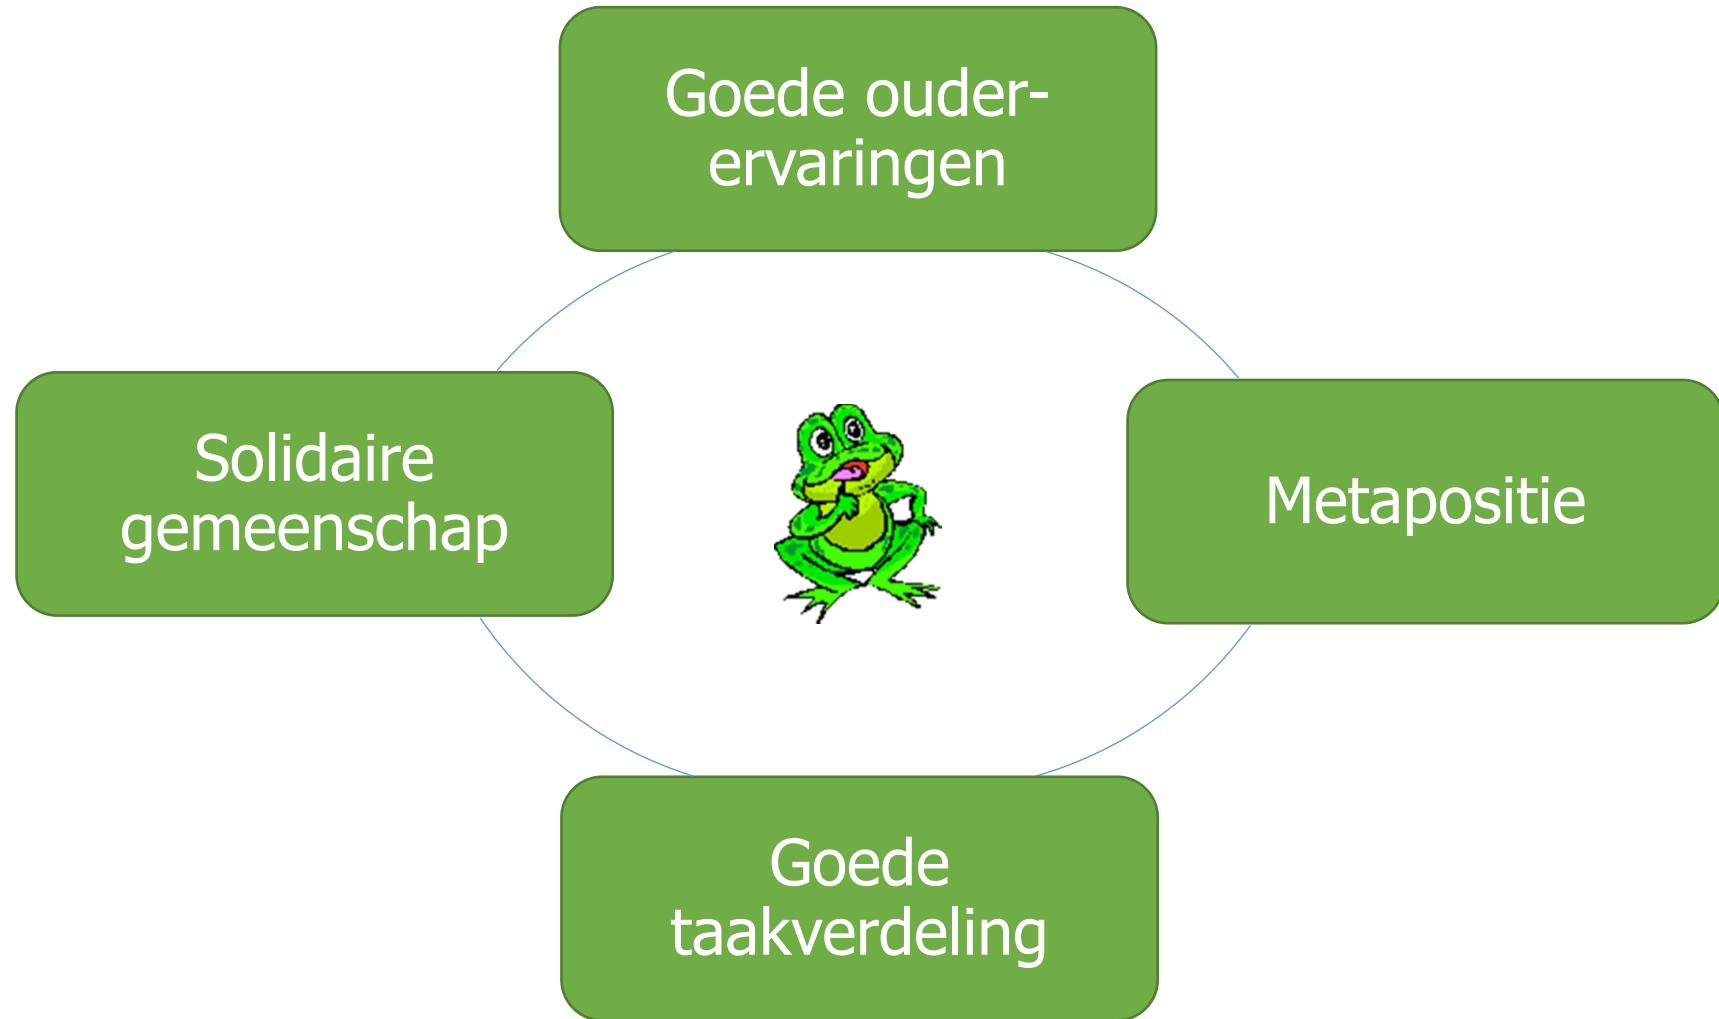 Goede ouder-
ervaringen
Solidaire
gemeenschap
Metapositie
Goede
taakverdeling